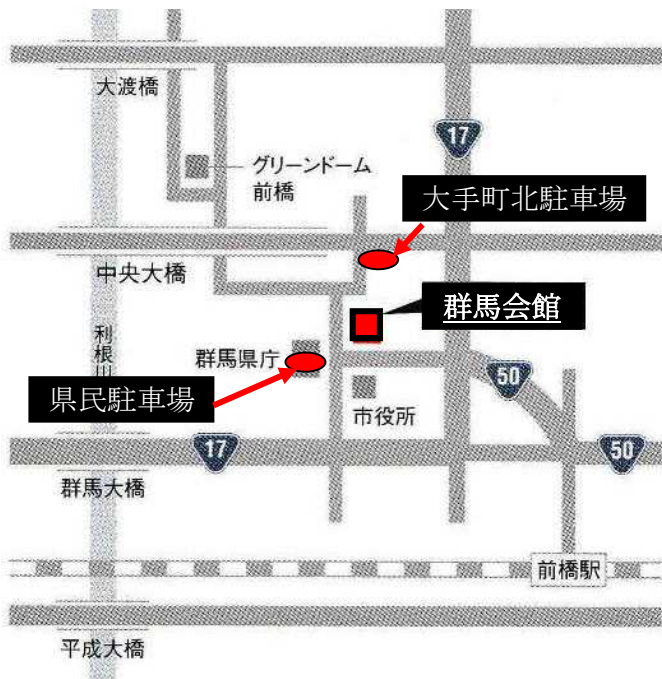 大渡橋
17
グリーンドーム
前橋
大手町北駐車場
中央大橋
群馬会館
利根川
群馬県庁
50
県民駐車場
市役所
17
50
群馬大橋
前橋駅
平成大橋